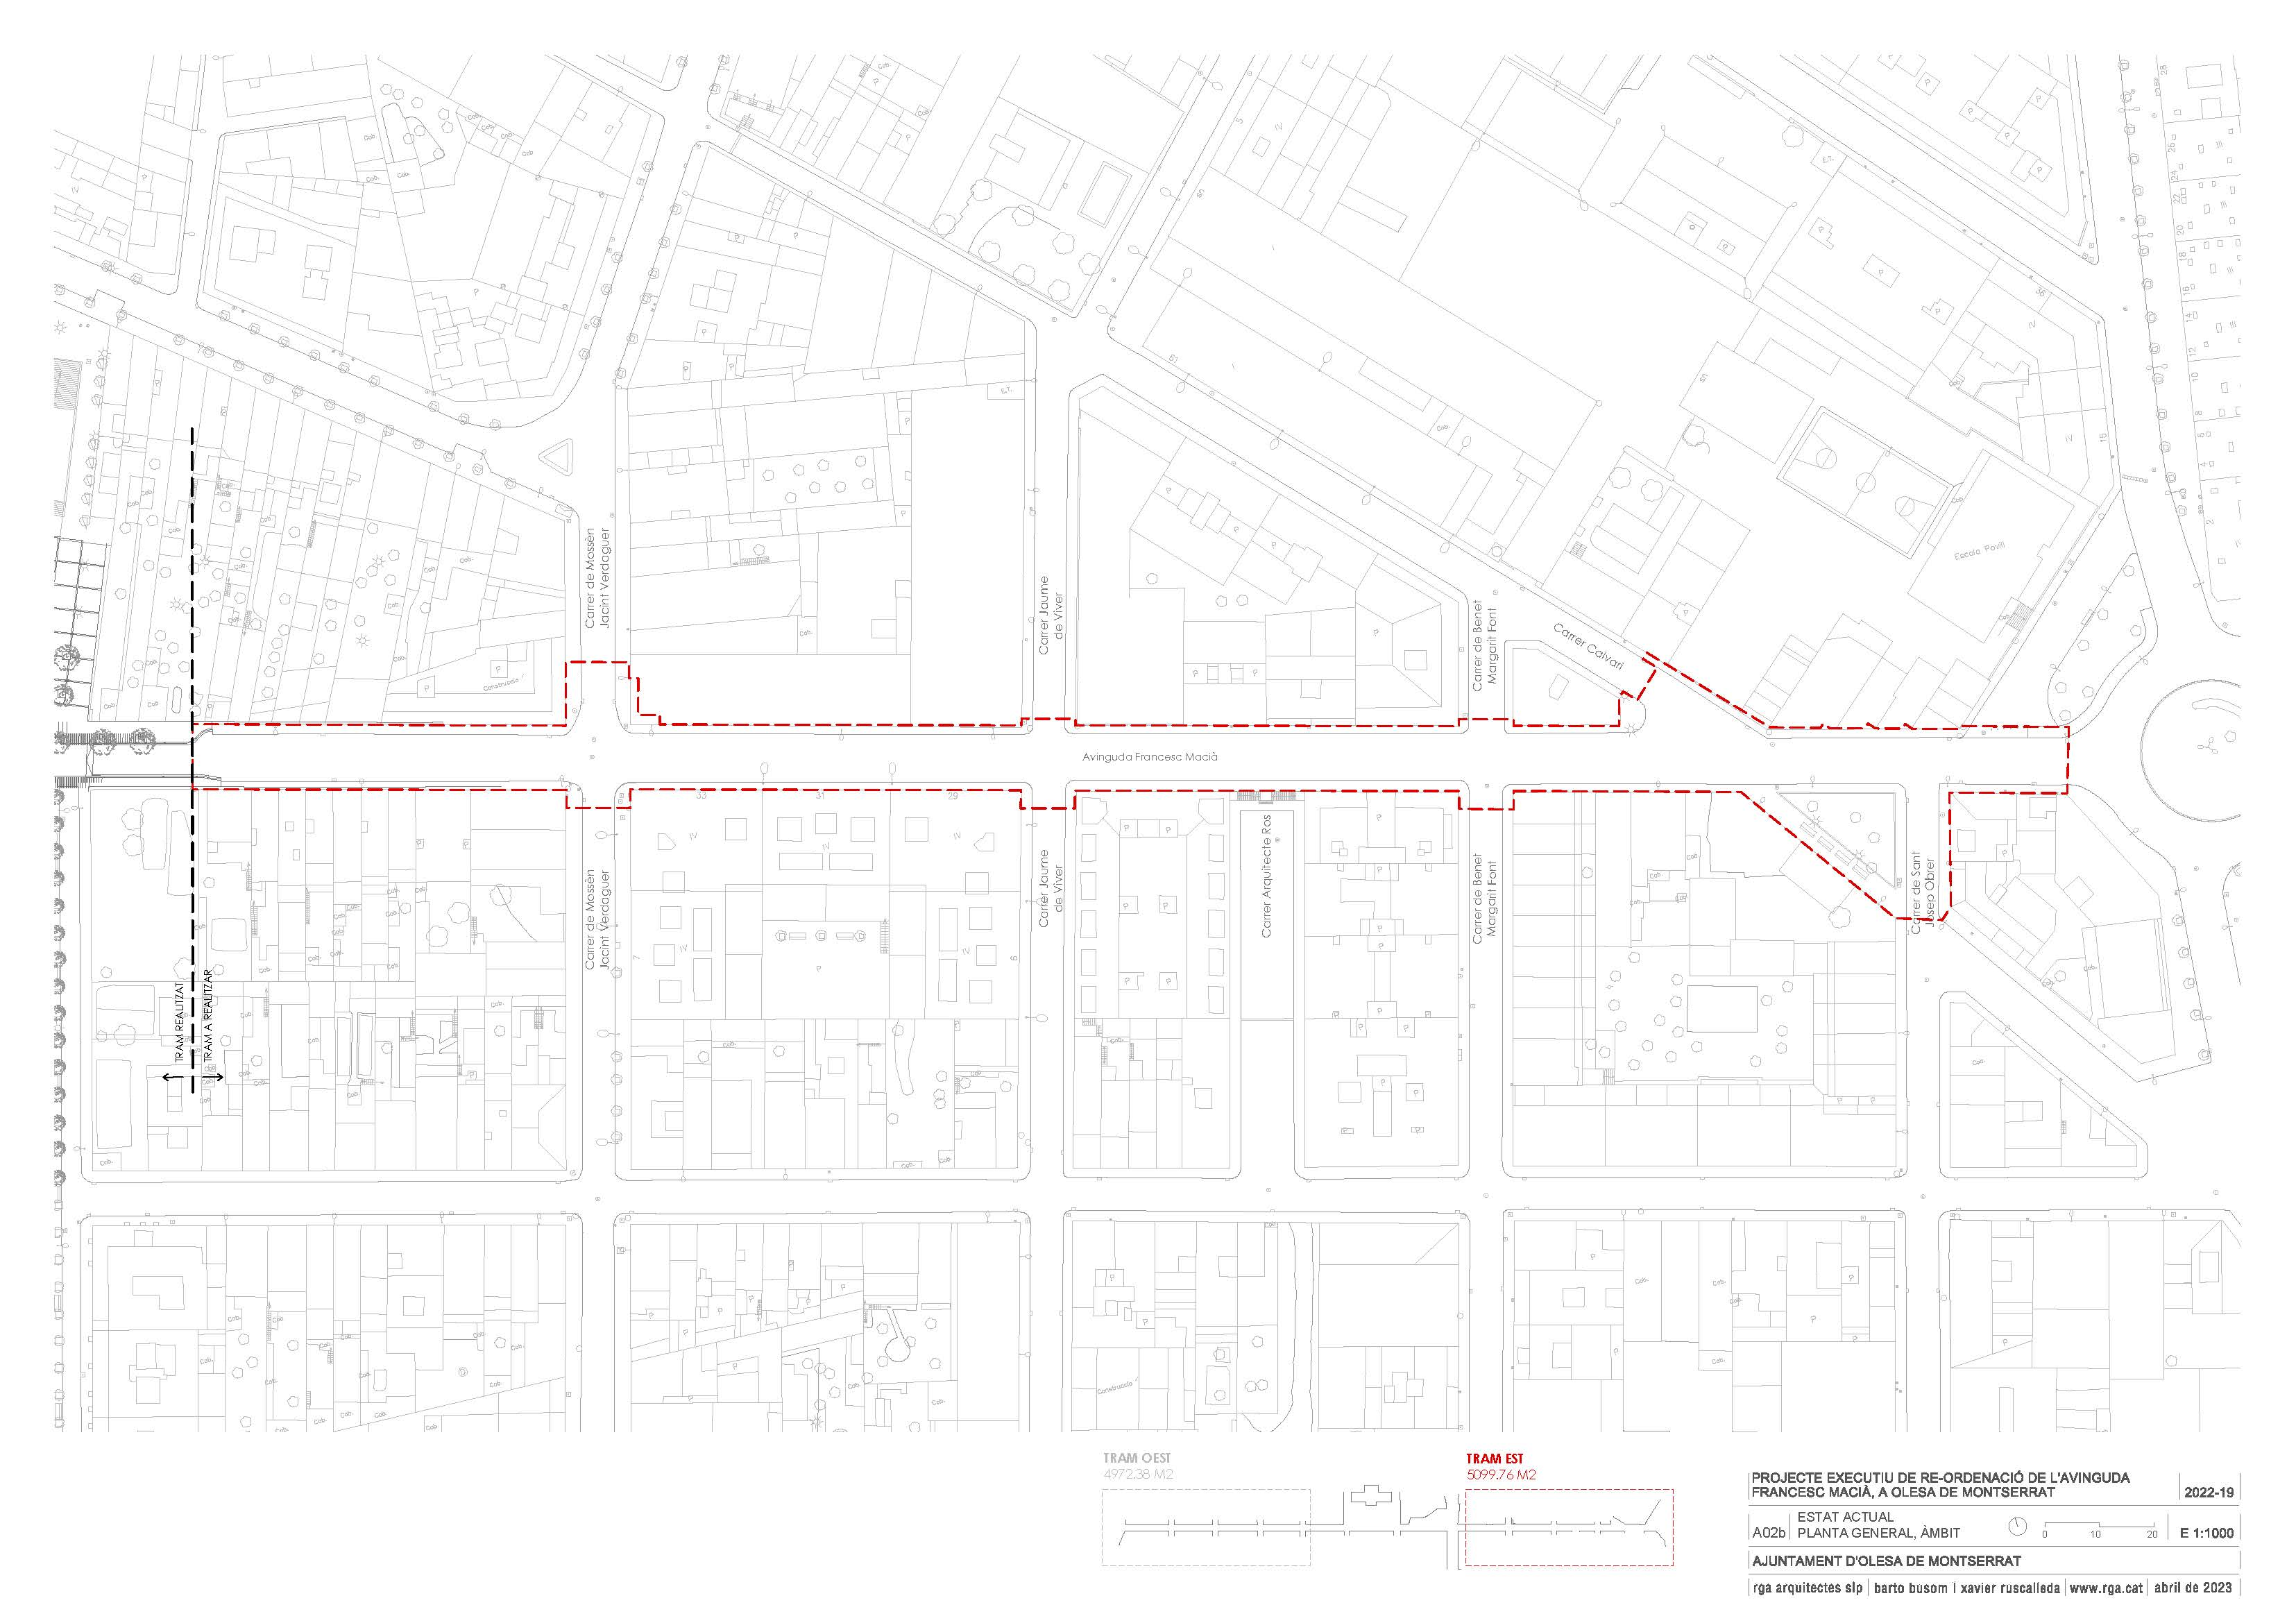 Carrer de Mossèn
Jacint Verdaguer
Carrer Jaume
de Viver
Carrer de Benet
Margarit Font
Carrer Calvari
Escola Povill
Avinguda Francesc Macià
33
31
29
Carrer de Mossèn
Jacint Verdaguer
Carrer Jaume
de Viver
Carrer Arquitecte Ros
Carrer de Benet
Margarit Font
Carrer de Sant
Josep Obrer
TRAM REALITZAT
TRAM A REALITZAR
TRAM OEST
4972.38 M2
TRAM EST
5099.76 M2
PROJECTE EXECUTIU DE RE-ORDENACIÓ DE L'AVINGUDA
FRANCESC MACIÀ, A OLESA DE MONTSERRAT
2022-19
ESTAT ACTUAL
A02b PLANTA GENERAL, ÀMBIT
0 10 20
E 1:1000
AJUNTAMENT D'OLESA DE MONTSERRAT
rga arquitectes slp | barto busom I xavier ruscalleda | www.rga.cat | abril de 2023